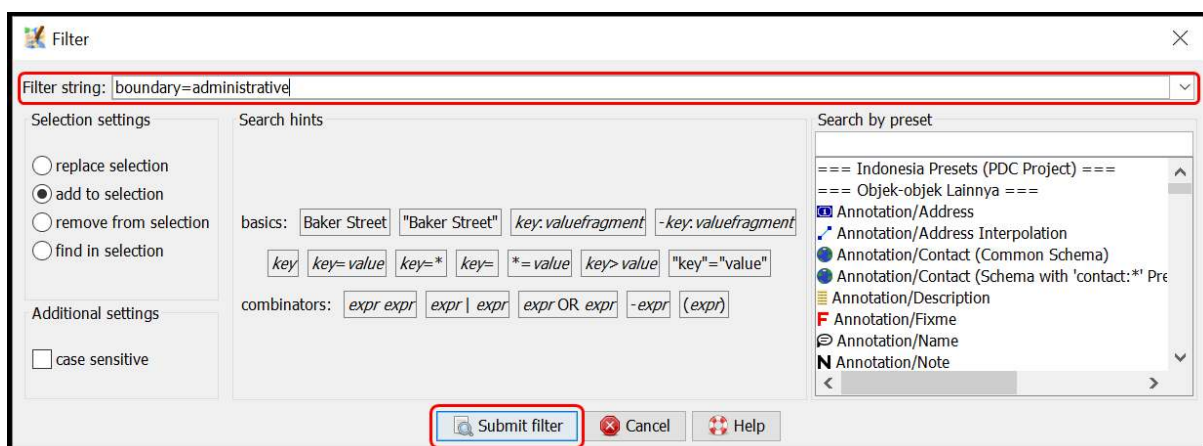 Filter
Filter string: boundary=administrative
Selection settings
replace selection
add to selection
remove from selection
find in selection
Additional settings
case sensitive
Search hints
basics: Baker Street "Baker Street" key:valuefragment -key:valuefragment
key key=value key=* key= *=value key>value "key"="value"
combinators: expr expr expr | expr expr OR expr -expr (expr)
Search by preset
=== Indonesia Presets (PDC Project) ===
=== Objek-objek Lainnya ===
Annotation/Address
Annotation/Address Interpolation
Annotation/Contact (Common Schema)
Annotation/Contact (Schema with 'contact:*' Pre
Annotation/Description
F Annotation/Fixme
Annotation/Name
N Annotation/Note
Submit filter Cancel Help